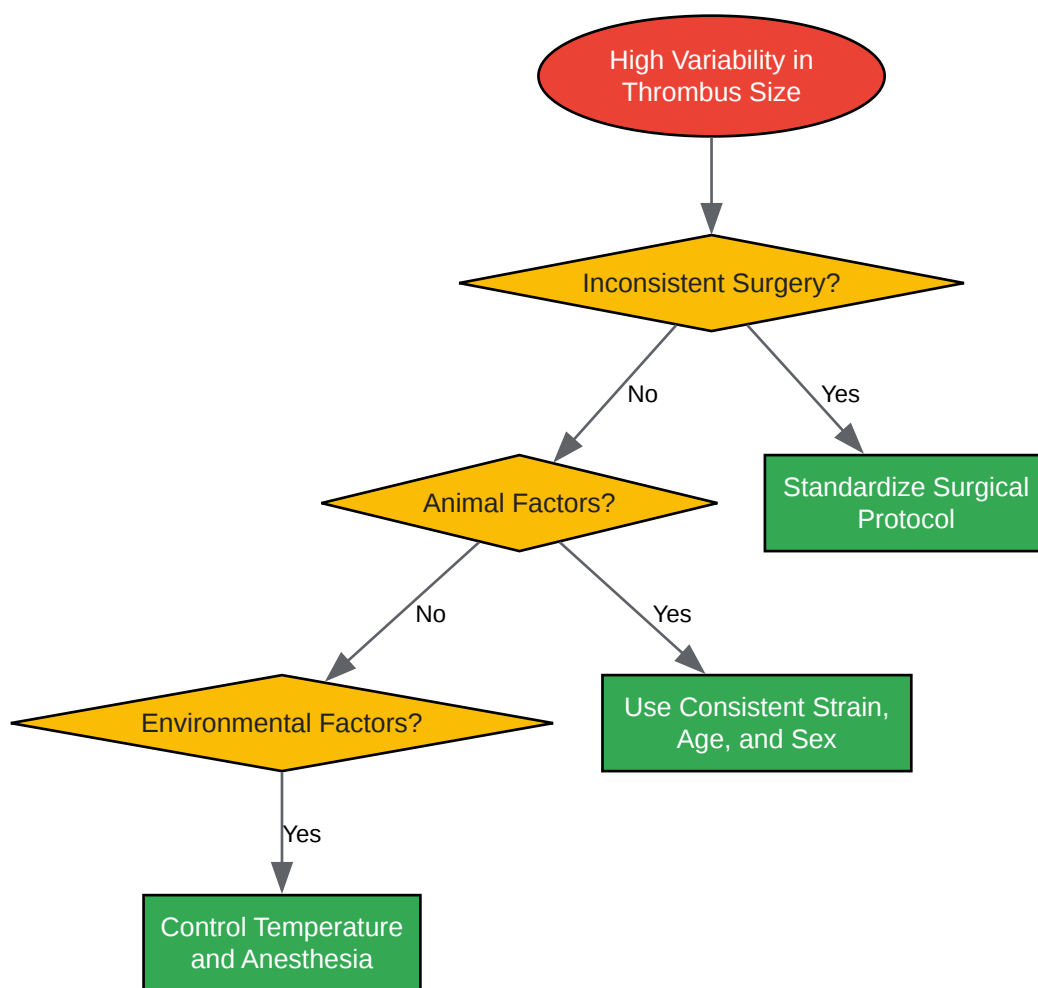 High Variability in
Thrombus Size
Inconsistent Surgery?
No
Yes
Animal Factors?
Standardize Surgical
Protocol
No
Yes
Environmental Factors?
Use Consistent Strain,
Age, and Sex
Yes
Control Temperature
and Anesthesia